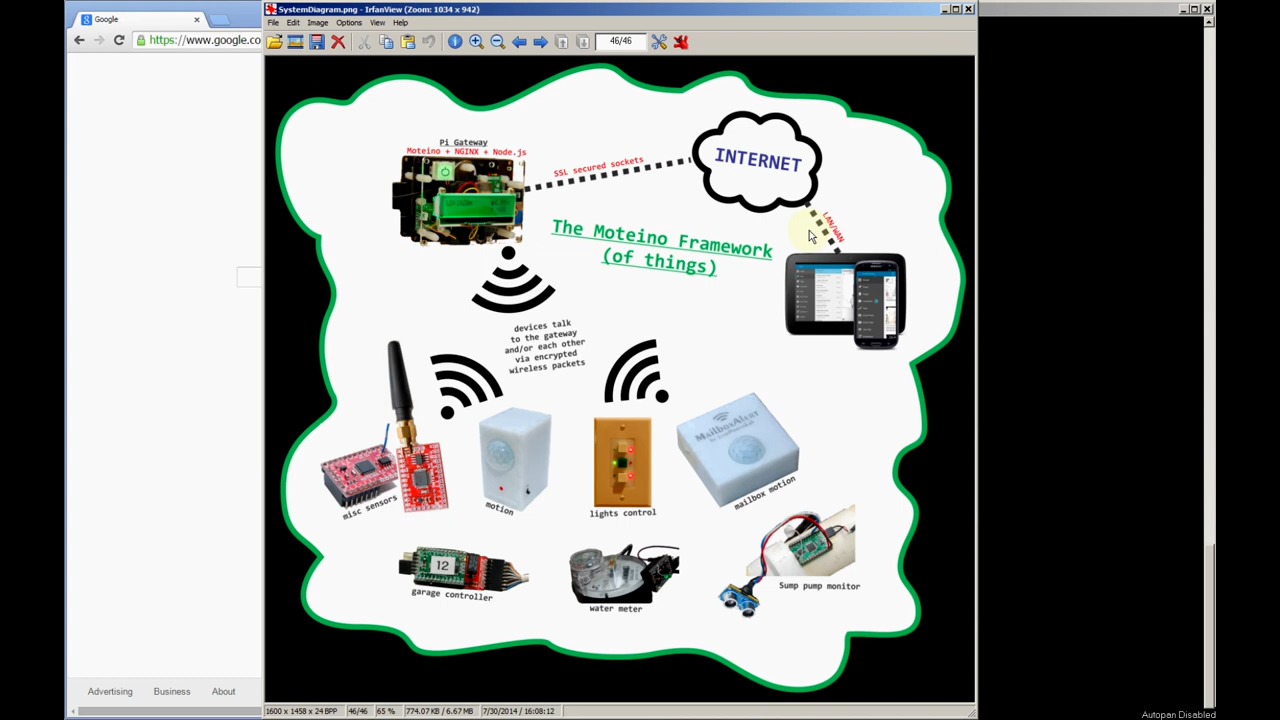 Google
https://www.google.co
SystemDiagram.png - IrfanView (Zoom: 1034 x 942)
File Edit Image Options View Help
46/46
Pi Gateway
Moteino + NGINX + Node.js
SSL secured sockets
INTERNET
LAN/WAN
The Moteino Framework
(of things)
devices talk
to the gateway
and/or each other
via encrypted
wireless packets
MailboxAlert
misc sensors
motion
lights control
mailbox motion
12
garage controller
water meter
Sump pump monitor
Advertising Business About
1600 x 1458 x 24 BPP 46/46 65 % 774.07 KB / 6.67 MB 7/30/2014 / 16:08:12
Autopan Disabled